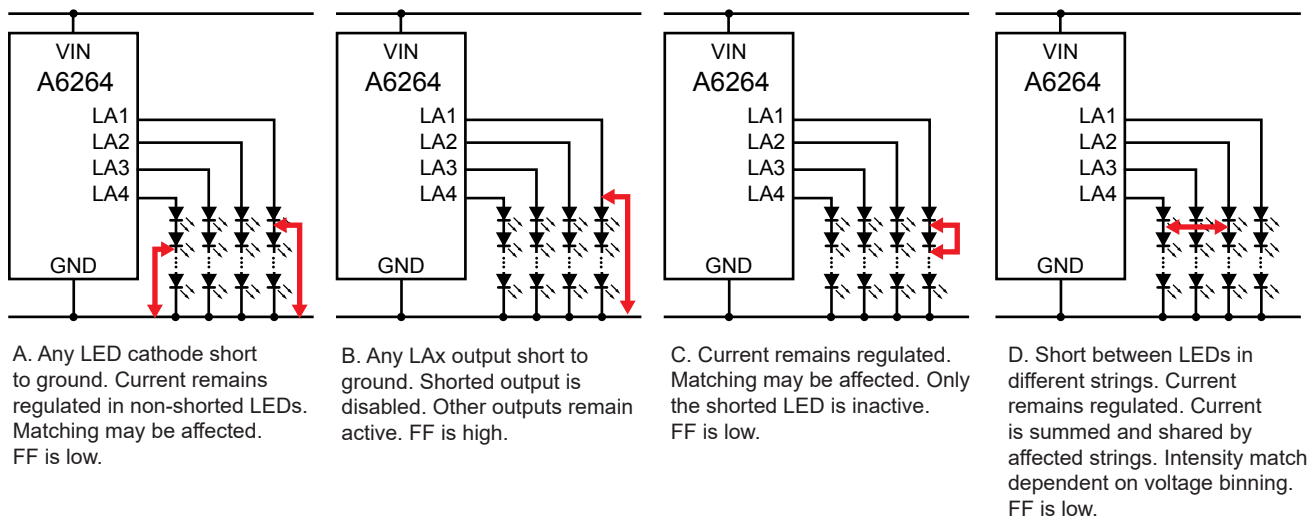 VIN
A6264
LA1
LA2
LA3
LA4
GND
A. Any LED cathode short
to ground. Current remains
regulated in non-shorted LEDs.
Matching may be affected.
FF is low.
VIN
A6264
LA1
LA2
LA3
LA4
GND
B. Any LAx output short to
ground. Shorted output is
disabled. Other outputs remain
active. FF is high.
VIN
A6264
LA1
LA2
LA3
LA4
GND
C. Current remains regulated.
Matching may be affected. Only
the shorted LED is inactive.
FF is low.
VIN
A6264
LA1
LA2
LA3
LA4
GND
D. Short between LEDs in
different strings. Current
remains regulated. Current
is summed and shared by
affected strings. Intensity match
dependent on voltage binning.
FF is low.